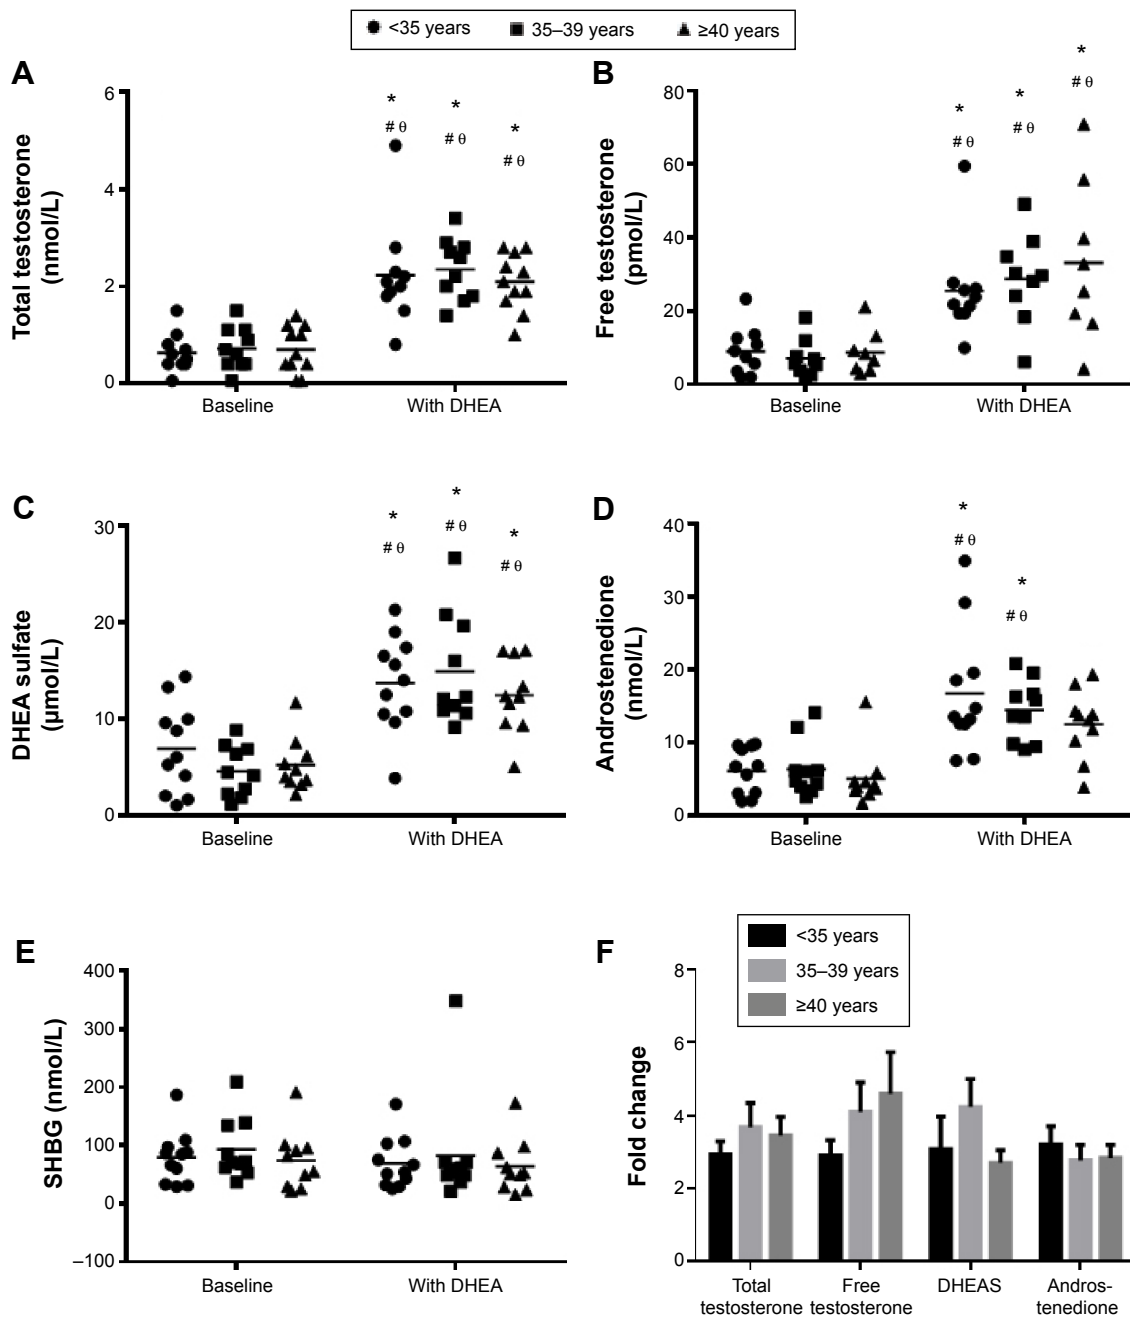 <35 years 35–39 years ≥40 years
A
Total testosterone
(nmol/L)
6
4
2
0
* * *
# θ # θ # θ
Baseline With DHEA
B
Free testosterone
(pmol/L)
80
60
40
20
0
* * *
# θ # θ # θ
Baseline With DHEA
C
DHEA sulfate
(µmol/L)
30
20
10
0
* * *
# θ # θ # θ
Baseline With DHEA
D
Androstenedione
(nmol/L)
40
30
20
10
0
* *
# θ # θ
Baseline With DHEA
E
SHBG (nmol/L)
400
300
200
100
0
–100
Baseline With DHEA
F
<35 years
35–39 years
≥40 years
Fold change
8
6
4
2
0
Total
testosterone
Free
testosterone
DHEAS
Andros-
tenedione